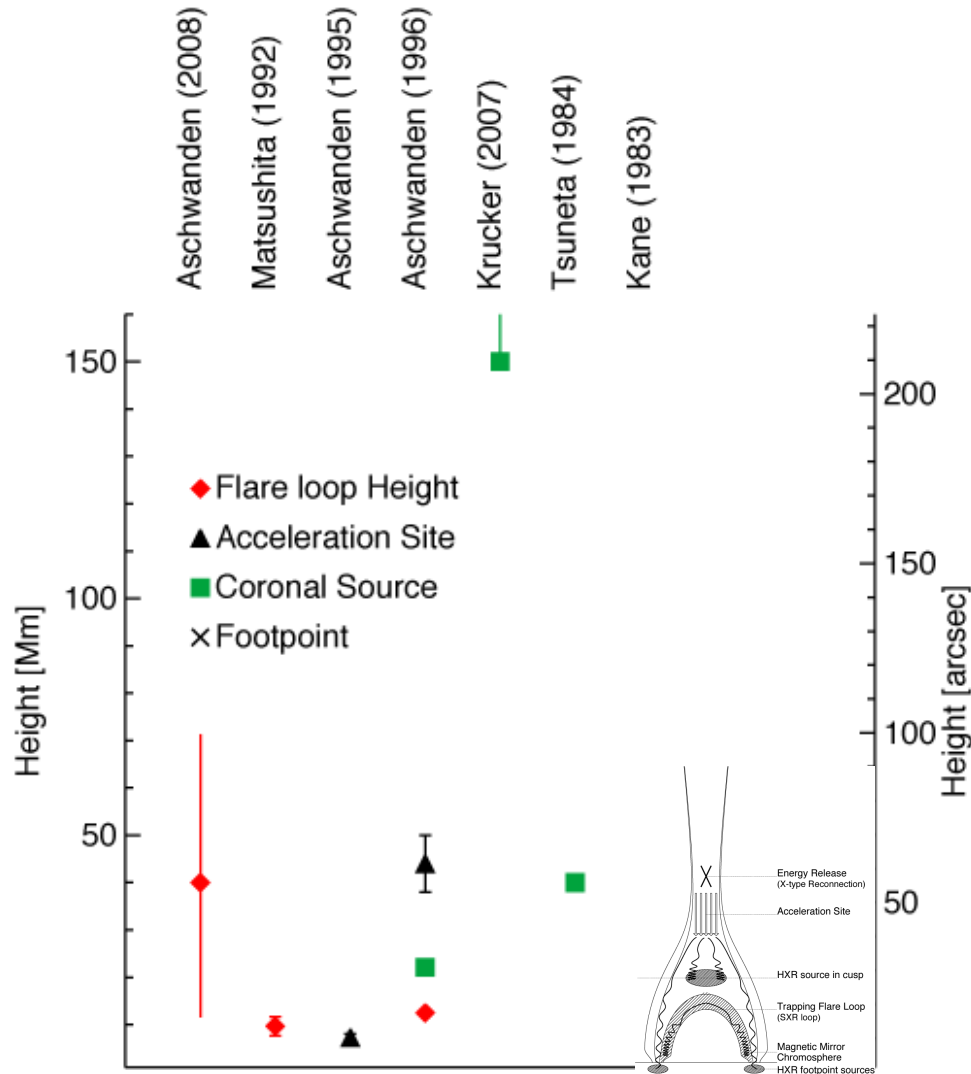 Aschwanden (2008)
Matsushita (1992)
Aschwanden (1995)
Aschwanden (1996)
Krucker (2007)
Tsuneta (1984)
Kane (1983)
150
100
50
Height [Mm]
Flare loop Height
Acceleration Site
Coronal Source
Footpoint
200
150
100
50
Height [arcsec]
Energy Release
(X-type Reconnection)
Acceleration Site
HXR source in cusp
Trapping Flare Loop
(SXR loop)
Magnetic Mirror
Chromosphere
HXR footpoint sources